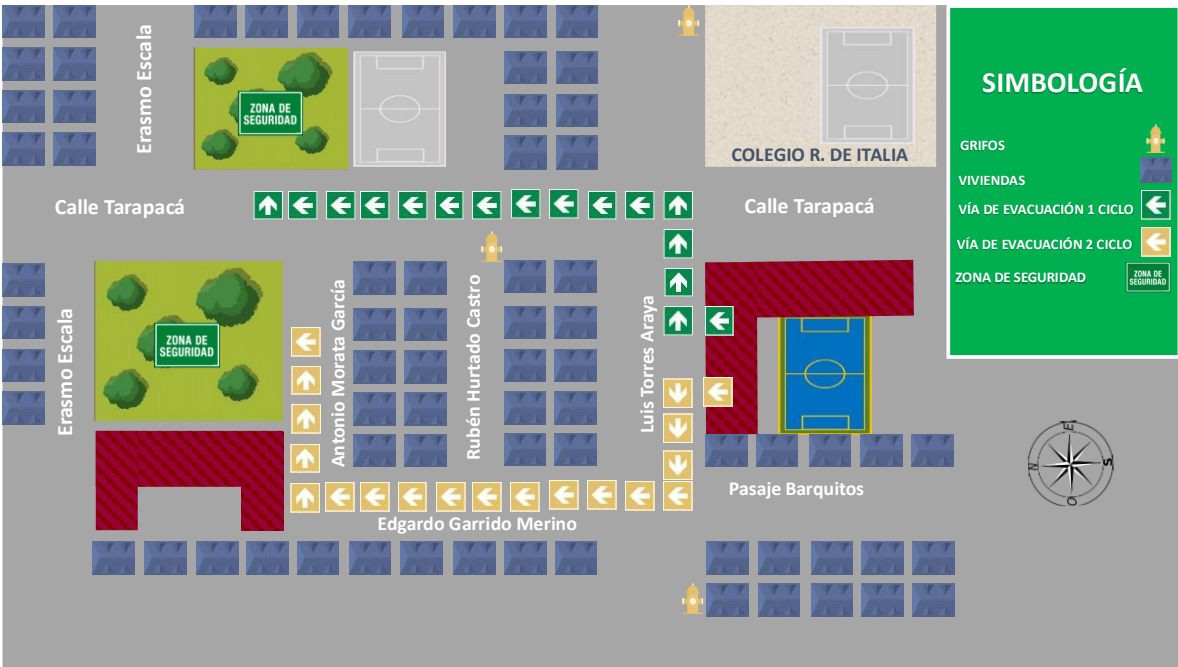 Erasmo Escala
ZONA DE
SEGURIDAD
COLEGIO R. DE ITALIA
Calle Tarapacá
Calle Tarapacá
SIMBOLOGÍA
GRIFOS
VIVIENDAS
VÍA DE EVACUACIÓN 1 CICLO
VÍA DE EVACUACIÓN 2 CICLO
ZONA DE SEGURIDAD
ZONA DE
SEGURIDAD
Erasmo Escala
ZONA DE
SEGURIDAD
Antonio Morata García
Rubén Hurtado Castro
Luis Torres Araya
Pasaje Barquitos
Edgardo Garrido Merino
E
N
S
O